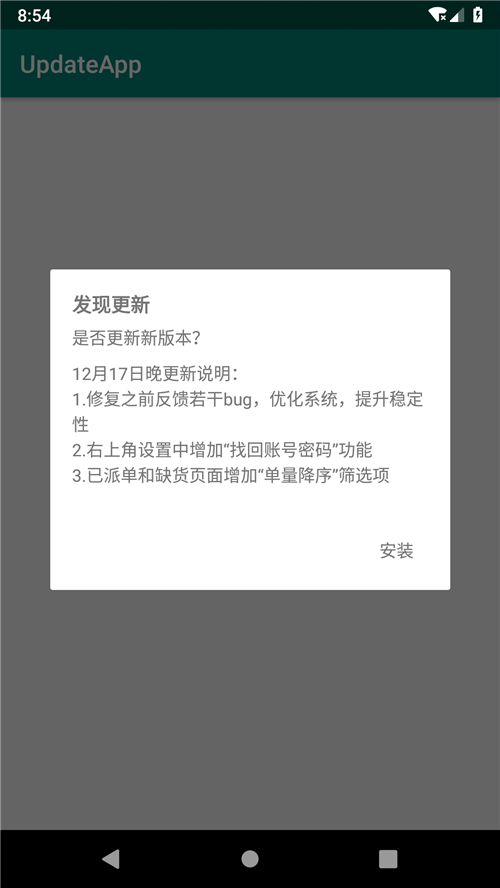 8:54
UpdateApp
发现更新
是否更新新版本?
12月17日晚更新说明：
1.修复之前反馈若干bug，优化系统，提升稳定
性
2.右上角设置中增加“找回账号密码”功能
3.已派单和缺货页面增加“单量降序”筛选项
安装